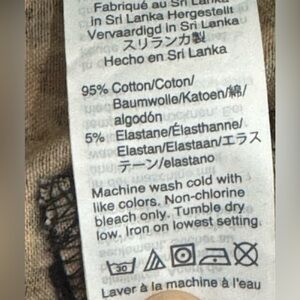 Fabriqué au Sri Lanka
in Sri Lanka Hergestellt
Vervaardigd in Sri Lanka
スリランカ製
Hecho en Sri Lanka
95% Cotton/Coton/
Baumwolle/Katoen/綿/
algodón
5% Elastane/Élasthanne/
Elastan/Elastaan/エラス
テーン/elastano
Machine wash cold with
like colors. Non-chlorine
bleach only. Tumble dry
low. Iron on lowest setting.
30
Laver à la machine à l'eau